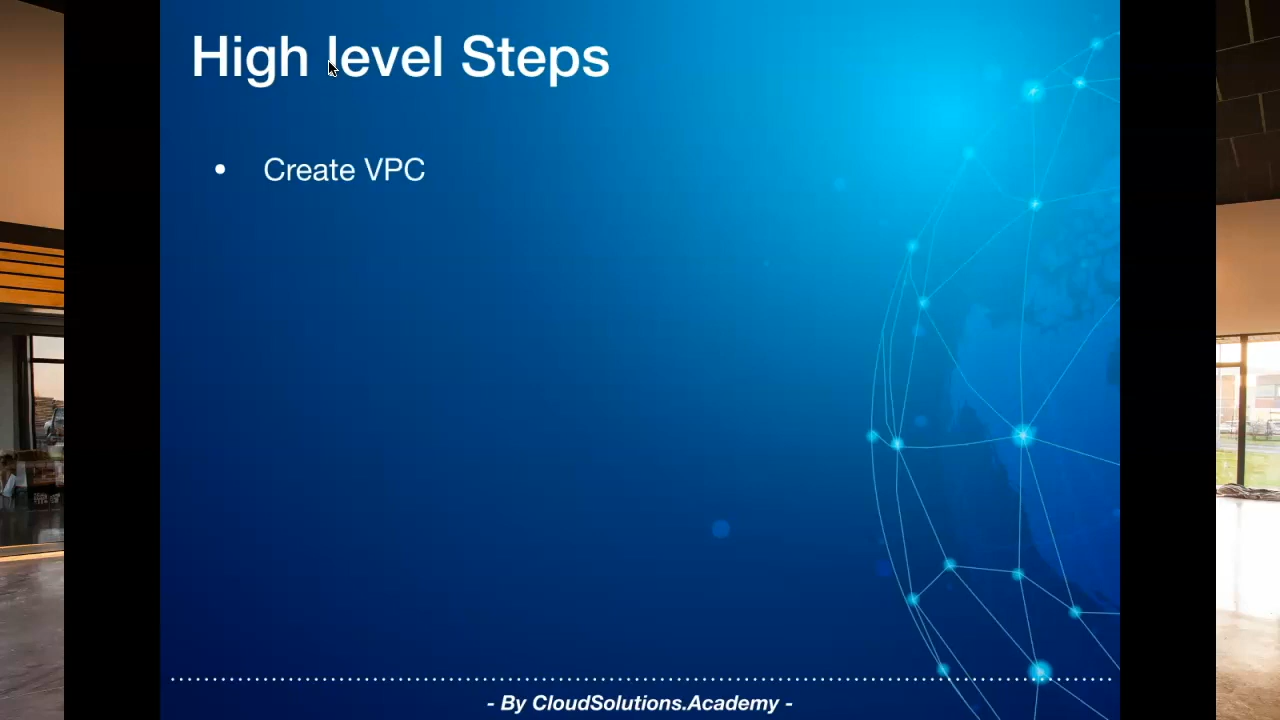 High level Steps
• Create VPC
- By CloudSolutions.Academy -